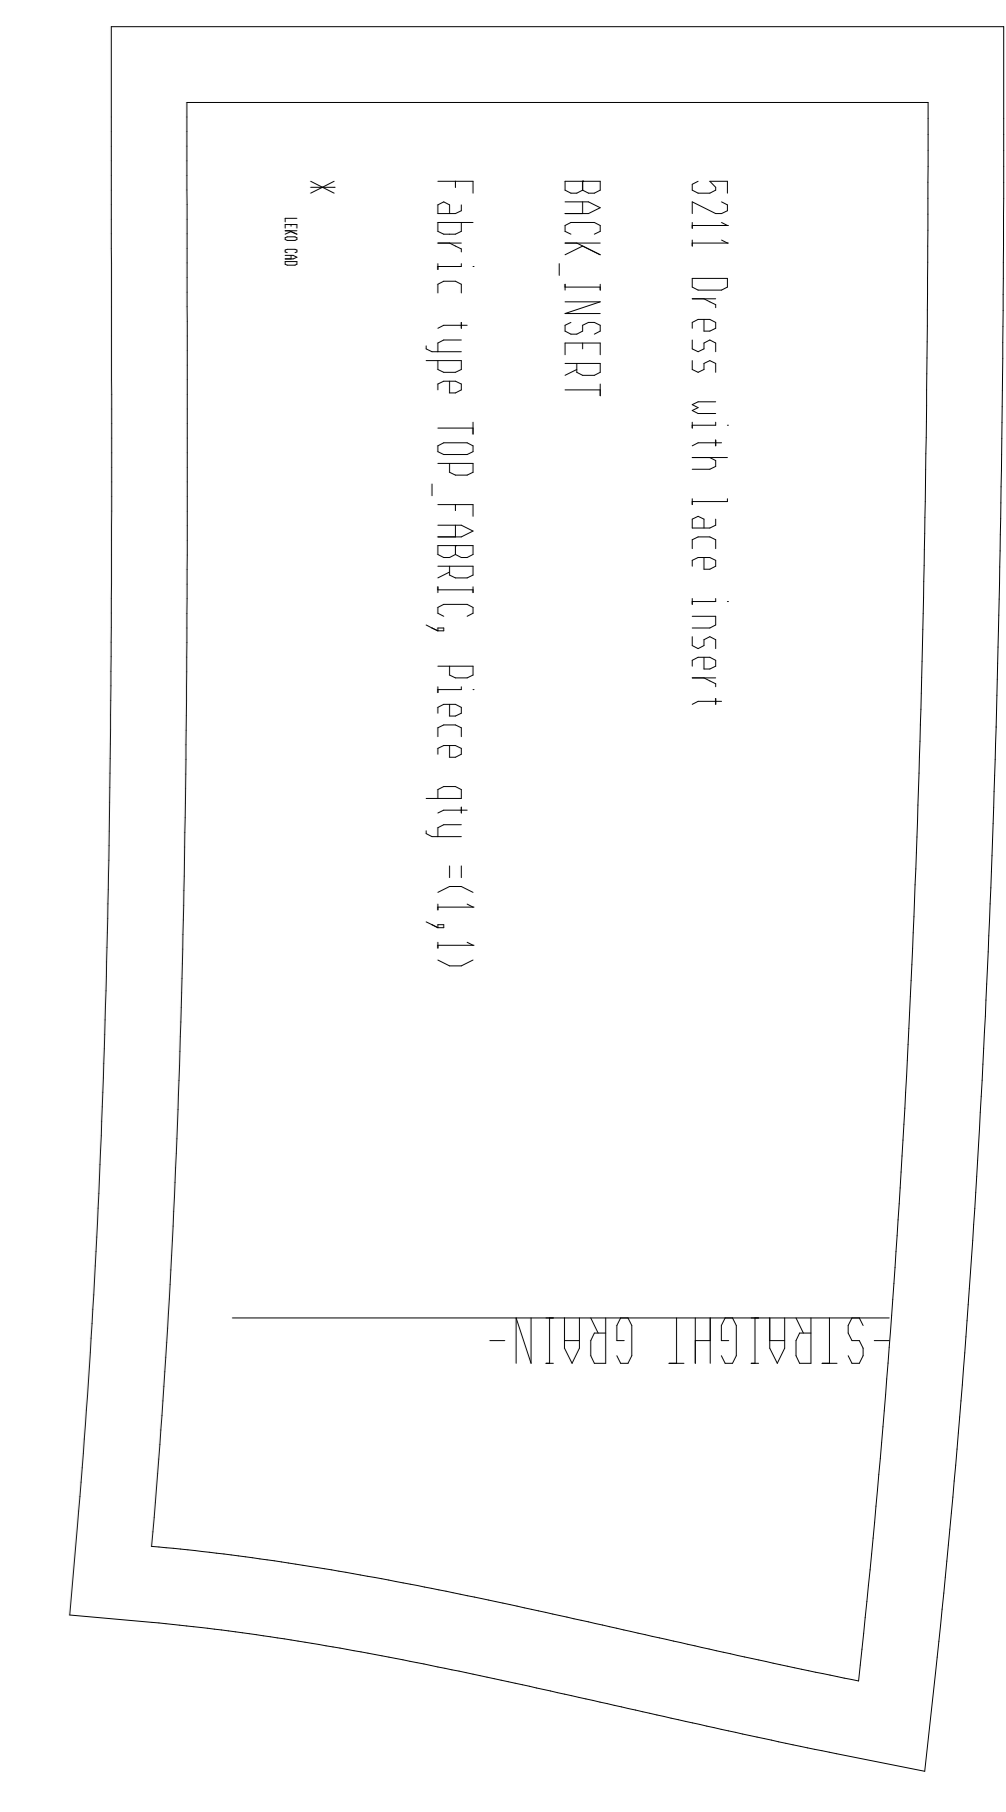 5211 Dress with lace insert
BACK_INSERT
Fabric type TOP_FABRIC, Piece qty =(1,1)
*
LEKO CAD
-STRAIGHT GRAIN-